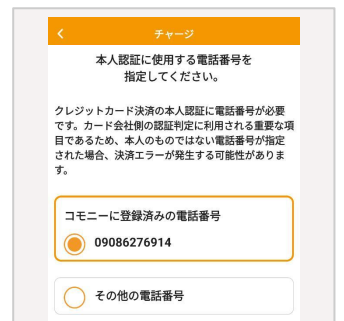 チャージ
本人認証に使用する電話番号を
指定してください。
クレジットカード決済の本人認証に電話番号が必要
です。カード会社側の認証判定に利用される重要な項
目であるため、本人のものではない電話番号が指定
された場合、決済エラーが発生する可能性がありま
す。
コモニーに登録済みの電話番号
09086276914
その他の電話番号